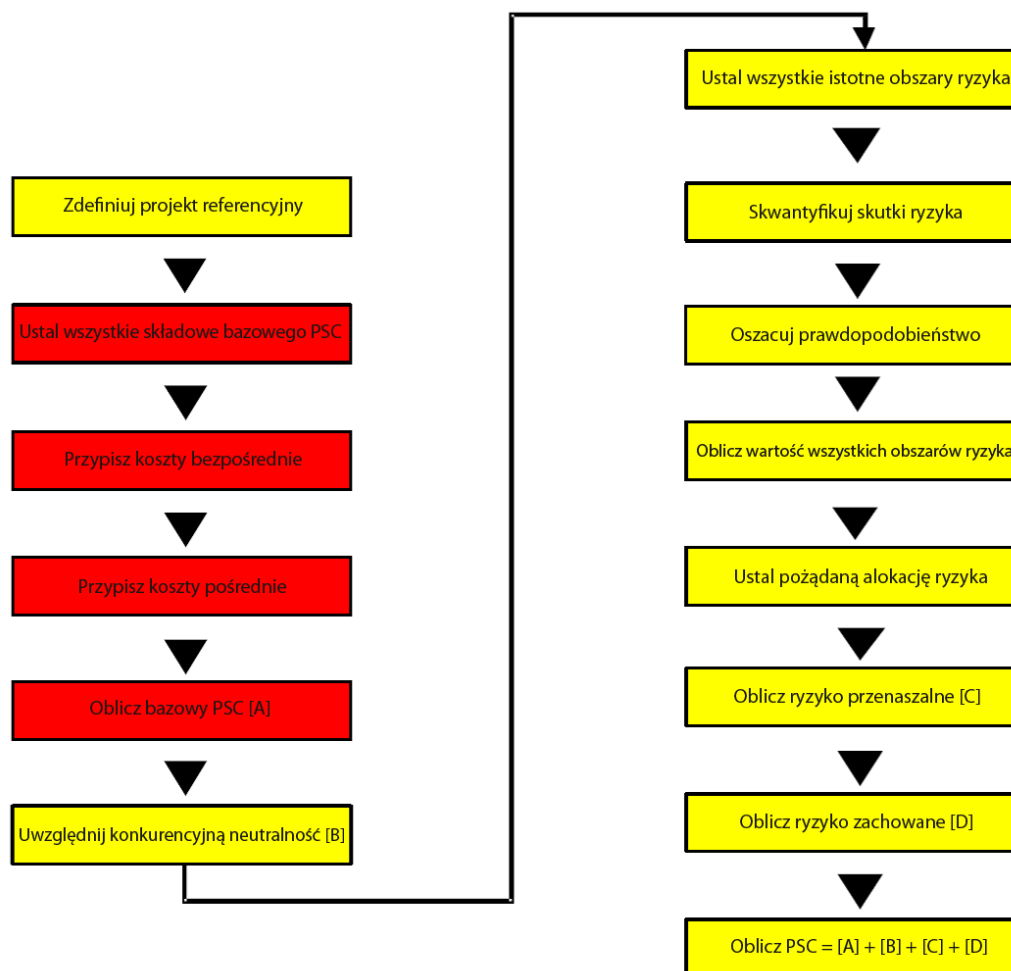 Zdefiniuj projekt referencyjny
Ustal wszystkie składowe bazowego PSC
Przypisz koszty bezpośrednie
Przypisz koszty pośrednie
Oblicz bazowy PSC [A]
Uwzględnij konkurencyjną neutralność [B]
Ustal wszystkie istotne obszary ryzyka
Skwantyfikuj skutki ryzyka
Oszacuj prawdopodobieństwo
Oblicz wartość wszystkich obszarów ryzyka
Ustal pożądaną alokację ryzyka
Oblicz ryzyko przenaszalne [C]
Oblicz ryzyko zachowane [D]
Oblicz PSC = [A] + [B] + [C] + [D]